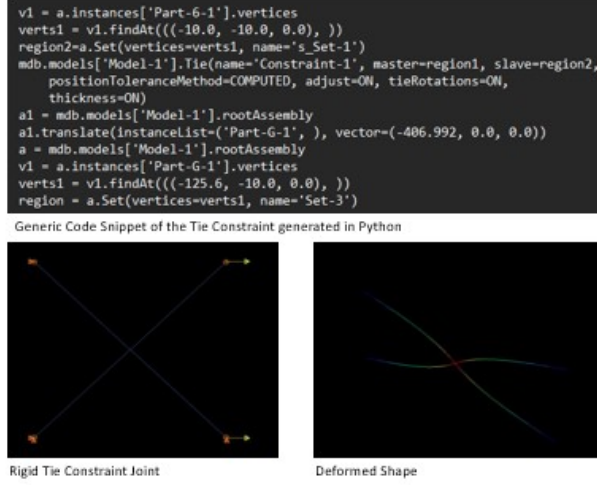 v1 = a.instances['Part-6-1'].vertices
verts1 = v1.findAt(((-10.0, -10.0, 0.0), ))
region2=a.Set(vertices=verts1, name='s_Set-1')
mdb.models['Model-1'].Tie(name='Constraint-1', master=region1, slave=region2,
    positionToleranceMethod=COMPUTED, adjust=ON, tieRotations=ON,
    thickness=ON)
a1 = mdb.models['Model-1'].rootAssembly
a1.translate(instanceList=('Part-G-1', ), vector=(-406.992, 0.0, 0.0))
a = mdb.models['Model-1'].rootAssembly
v1 = a.instances['Part-G-1'].vertices
verts1 = v1.findAt(((-125.6, -10.0, 0.0), ))
region = a.Set(vertices=verts1, name='Set-3')
Generic Code Snippet of the Tie Constraint generated in Python
Rigid Tie Constraint Joint
Deformed Shape